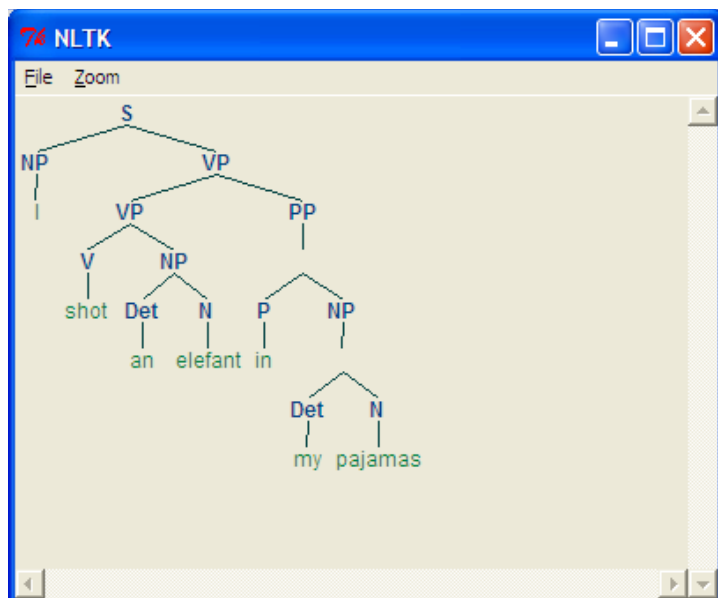 NLTK
File Zoom
S
NP VP
I VP PP
V NP
shot Det N P NP
an elefant in
Det N
my pajamas